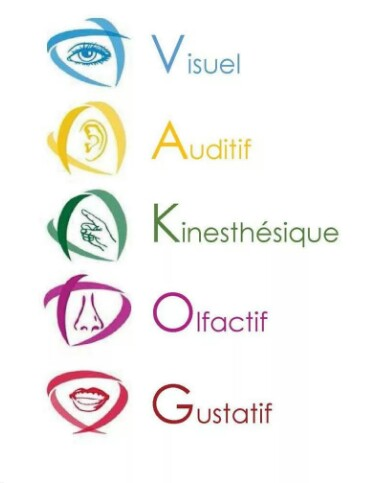 Visuel
Auditif
Kinesthésique
Olfactif
Gustatif